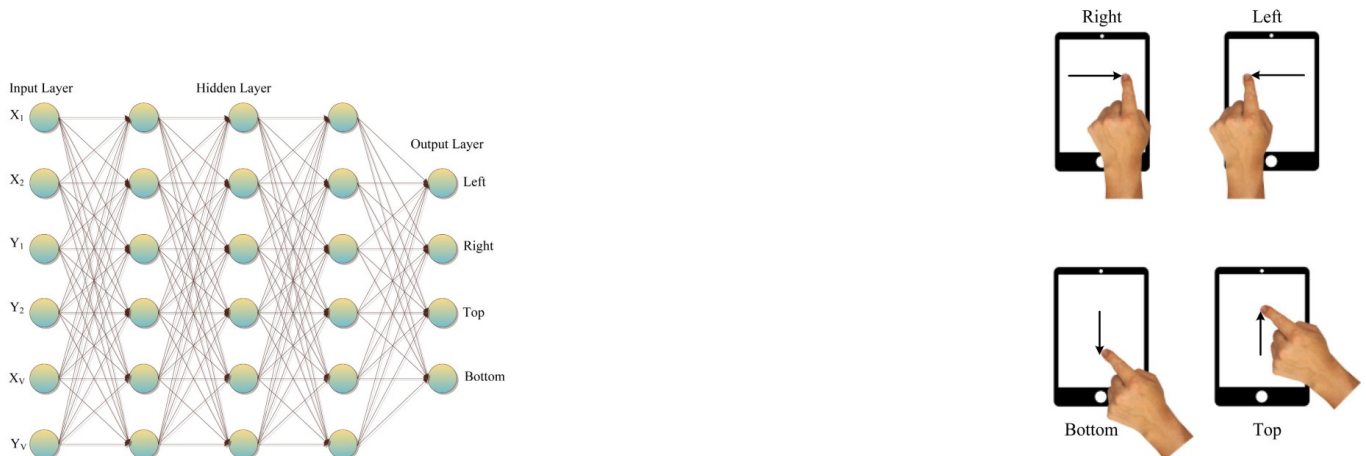 Input Layer
Hidden Layer
Output Layer
X1
X2
Y1
Y2
XV
YV
Left
Right
Top
Bottom
Right
Left
Bottom
Top